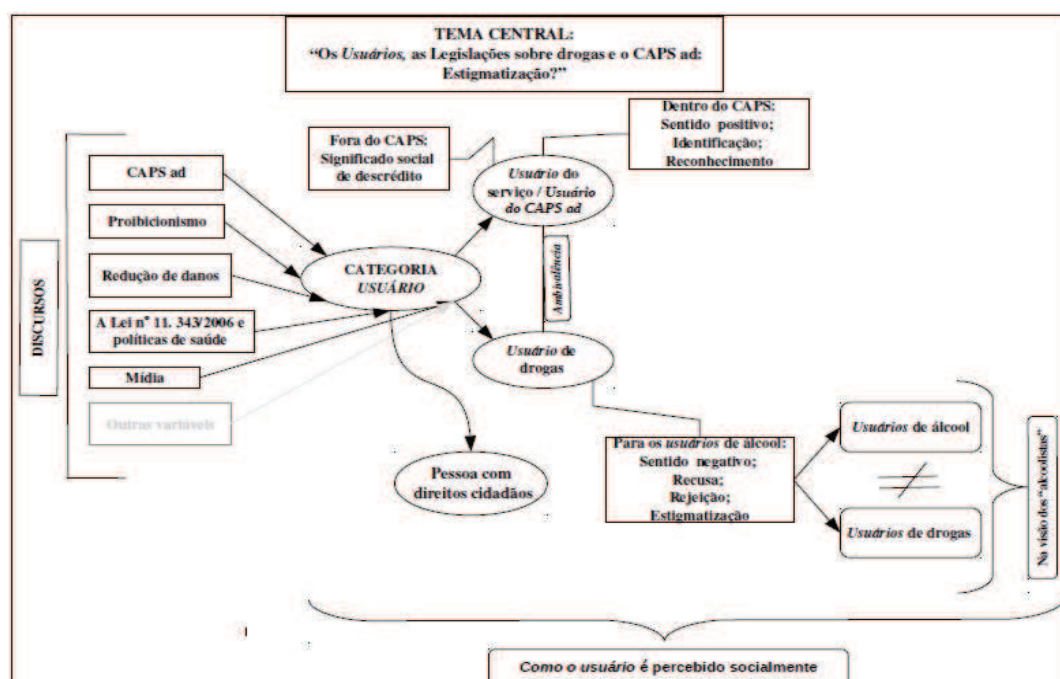 TEMA CENTRAL:
“Os Usuários, as Legislações sobre drogas e o CAPS ad:
Estigmatização?”
Dentro do CAPS:
Sentido positivo;
Identificação;
Reconhecimento
Fora do CAPS:
Significado social
de descrédito
DISCURSOS
CAPS ad
Proibicionismo
Redução de danos
A Lei nº 11. 343/2006 e
políticas de saúde
Mídia
Outras variáveis
CATEGORIA
USUÁRIO
Usuário do
serviço / Usuário
do CAPS ad
Ambivalência
Usuário de
drogas
Pessoa com
direitos cidadãos
Para os usuários de álcool:
Sentido negativo;
Recusa;
Rejeição;
Estigmatização
Usuários de álcool
Usuários de drogas
Na visão dos “alcoolistas”
Como o usuário é percebido socialmente